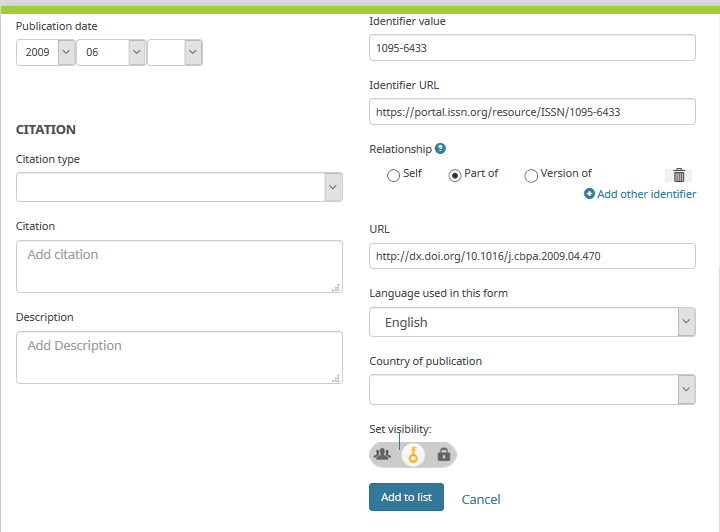 Publication date
2009 06
CITATION
Citation type
Citation
Add citation
Description
Add Description
Identifier value
1095-6433
Identifier URL
https://portal.issn.org/resource/ISSN/1095-6433
Relationship ?
Self Part of Version of
Add other identifier
URL
http://dx.doi.org/10.1016/j.cbpa.2009.04.470
Language used in this form
English
Country of publication
Set visibility:
Add to list Cancel